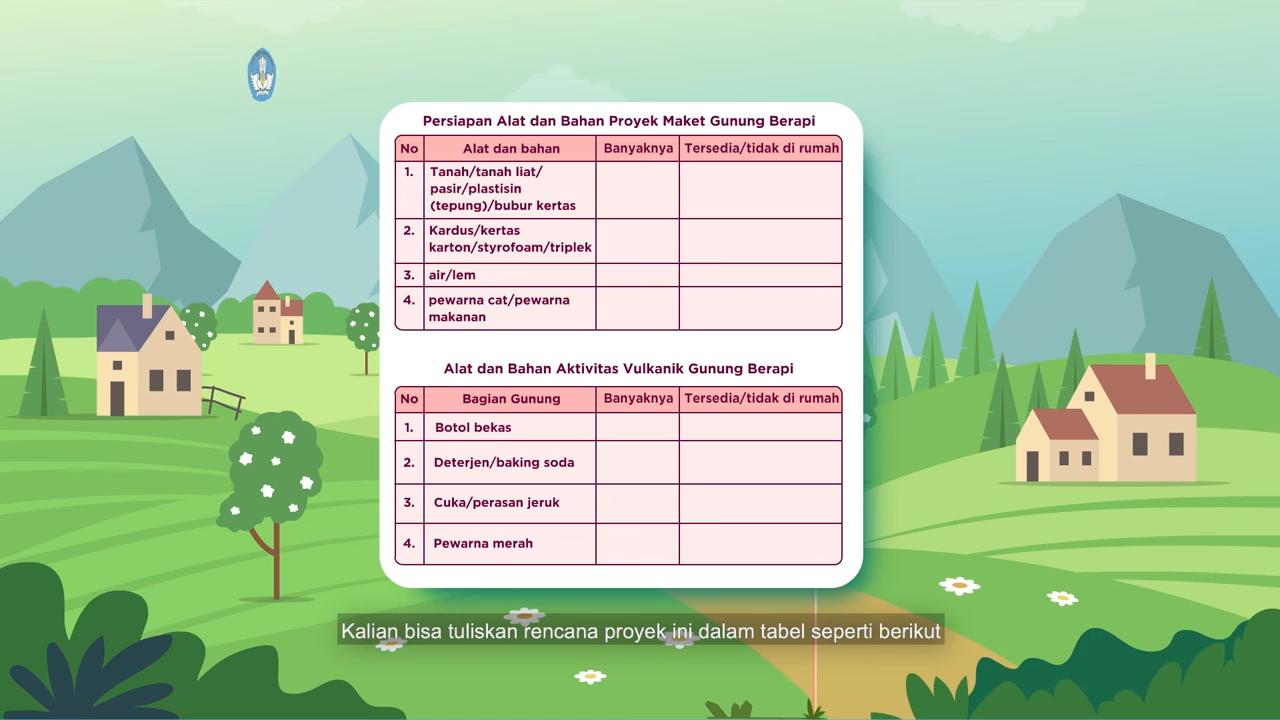 Persiapan Alat dan Bahan Proyek Maket Gunung Berapi
No Alat dan bahan Banyaknya Tersedia/tidak di rumah
1. Tanah/tanah liat/
pasir/plastisin
(tepung)/bubur kertas
2. Kardus/kertas
karton/styrofoam/triplek
3. air/lem
4. pewarna cat/pewarna
makanan
Alat dan Bahan Aktivitas Vulkanik Gunung Berapi
No Bagian Gunung Banyaknya Tersedia/tidak di rumah
1. Botol bekas
2. Deterjen/baking soda
3. Cuka/perasan jeruk
4. Pewarna merah
Kalian bisa tuliskan rencana proyek ini dalam tabel seperti berikut